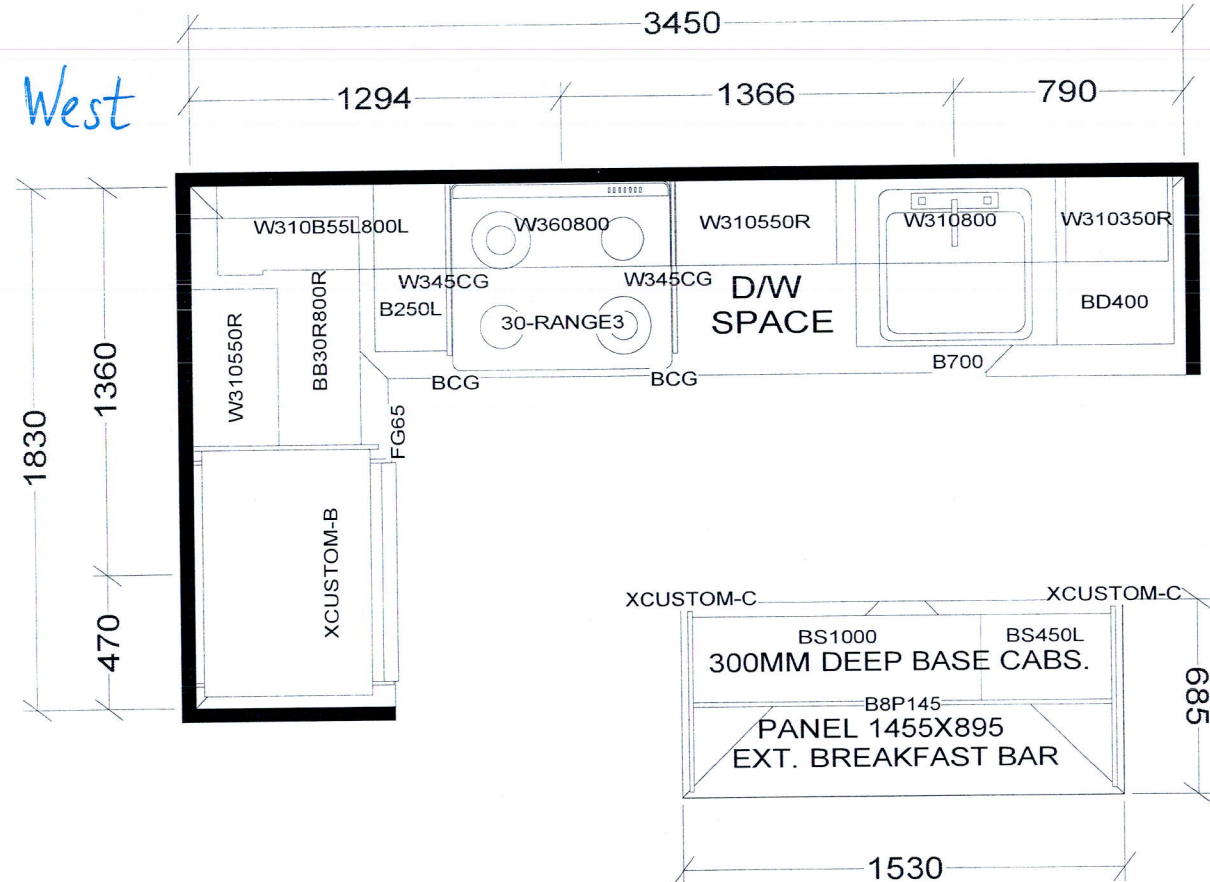 3450
West
1294
1366
790
W310B55L800L
W360800
W310550R
W310800
W310350R
W345CG
W345CG
D/W
SPACE
B250L
30-RANGE3
BD400
W310550R
BB30R800R
BCG
BCG
B700
FG65
1360
1830
470
XCUSTOM-B
XCUSTOM-C
XCUSTOM-C
BS1000
BS450L
300MM DEEP BASE CABS.
B8P145
PANEL 1455X895
EXT. BREAKFAST BAR
685
1530